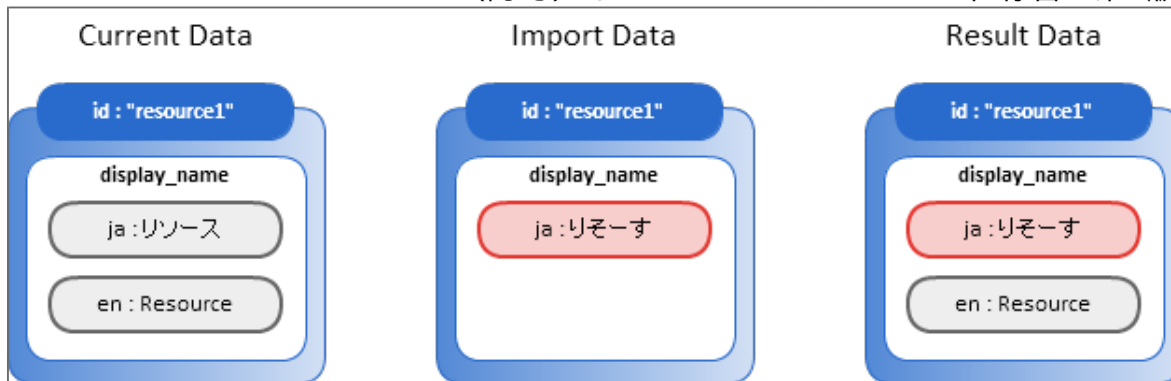 Current Data
Import Data
Result Data
id : "resource1"
id : "resource1"
id : "resource1"
display_name
display_name
display_name
ja : リソース
ja : りそーす
ja : りそーす
en : Resource
en : Resource